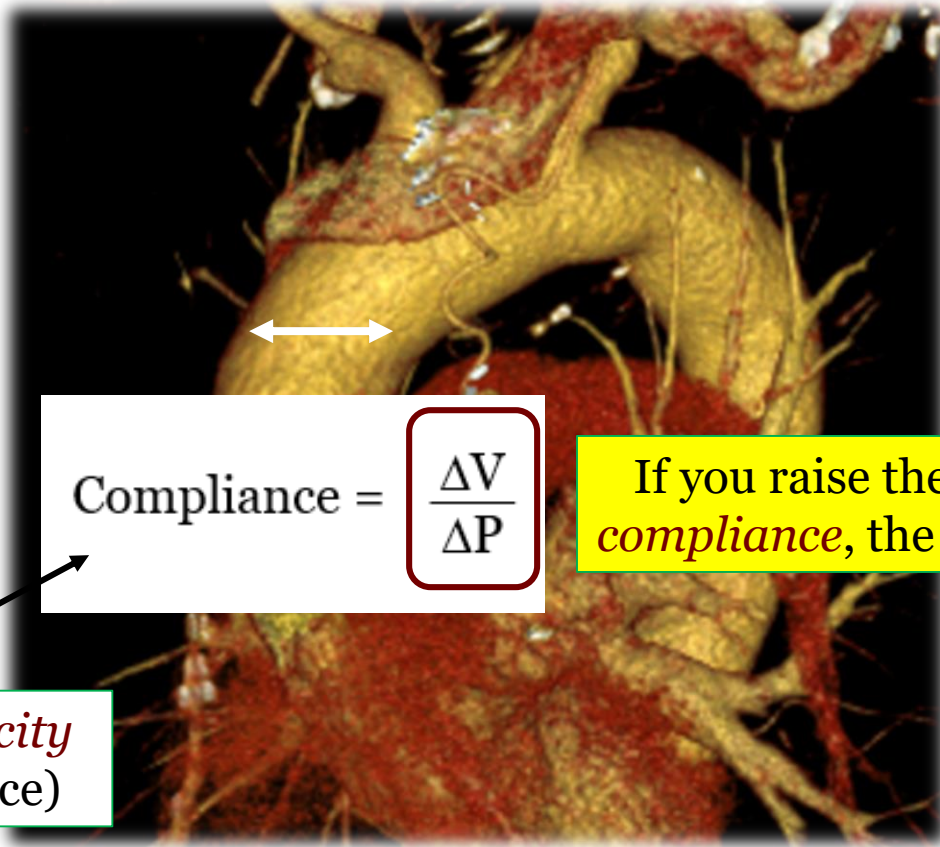 Compliance = ΔV/ΔP
If you raise the
compliance, the
city
ce)